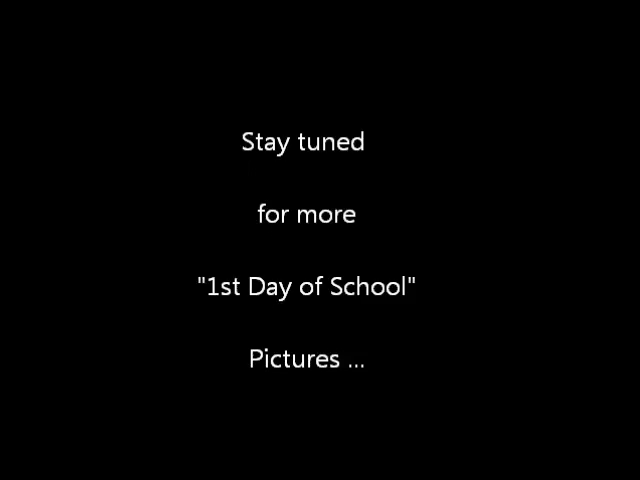 Stay tuned
for more
"1st Day of School"
Pictures ...